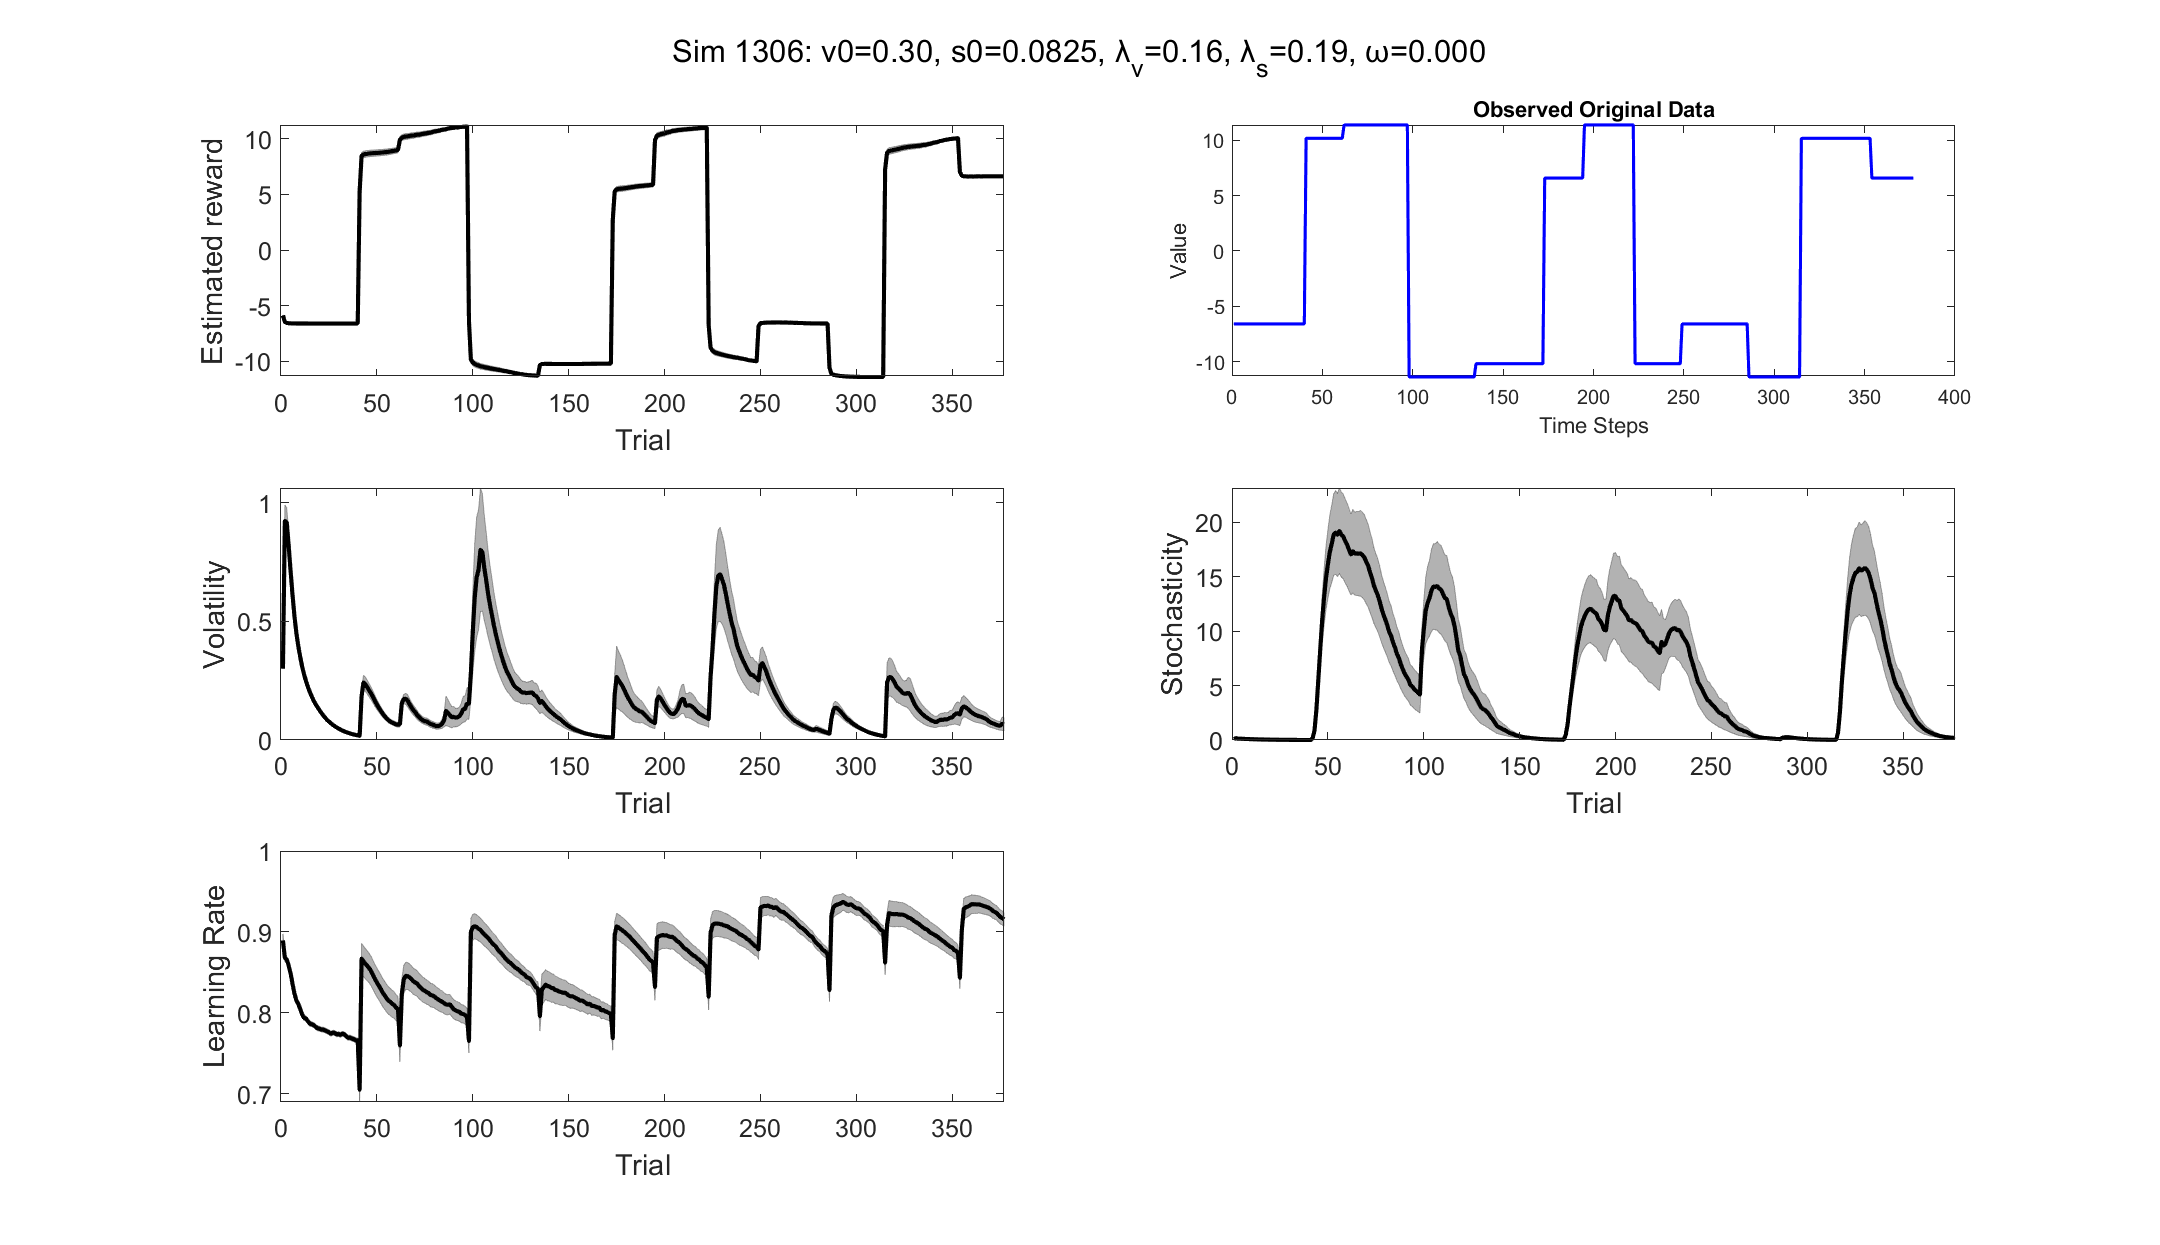 Sim 1306: v0=0.30, s0=0.0825, λv=0.16, λs=0.19, ω=0.000
Estimated reward
10
5
0
-5
-10
0 50 100 150 200 250 300 350
Trial
Observed Original Data
Value
10
5
0
-5
-10
0 50 100 150 200 250 300 350 400
Time Steps
Volatility
1
0.5
0
0 50 100 150 200 250 300 350
Trial
Stochasticity
20
15
10
5
0
0 50 100 150 200 250 300 350
Trial
Learning Rate
1
0.9
0.8
0.7
0 50 100 150 200 250 300 350
Trial